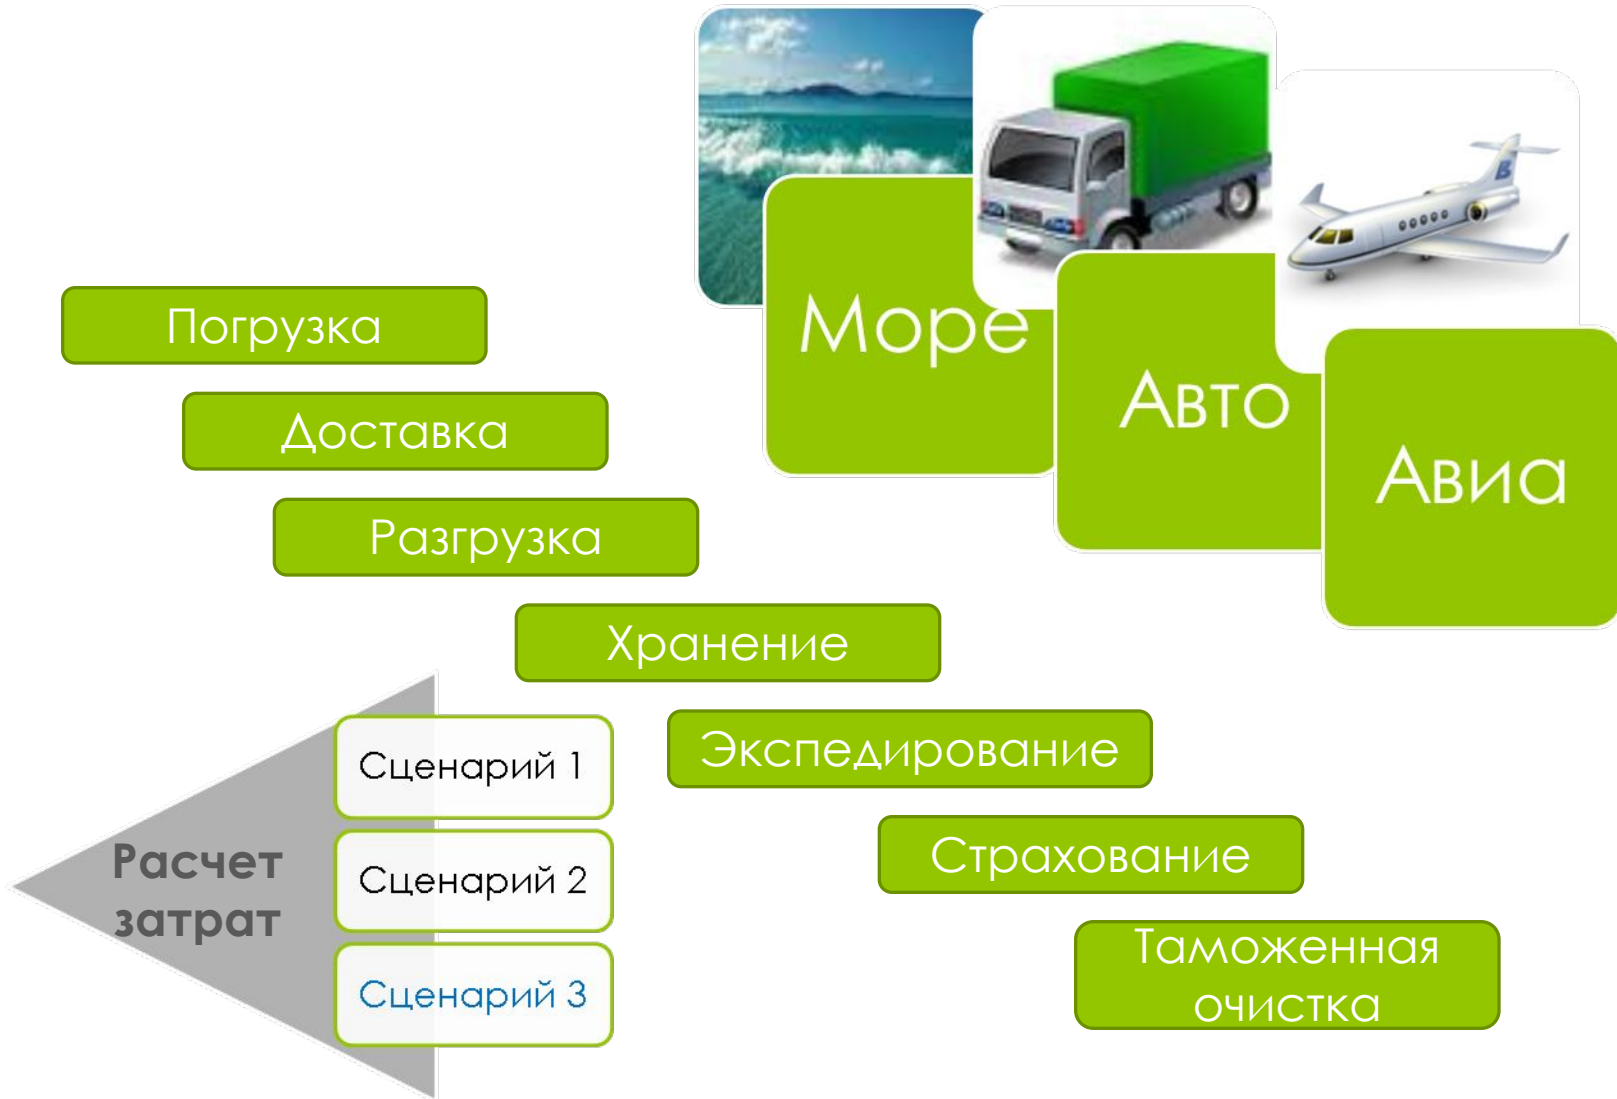 Море
Авто
Авиа
Погрузка
Доставка
Разгрузка
Хранение
Экспедирование
Страхование
Таможенная
очистка
Расчет
затрат
Сценарий 1
Сценарий 2
Сценарий 3